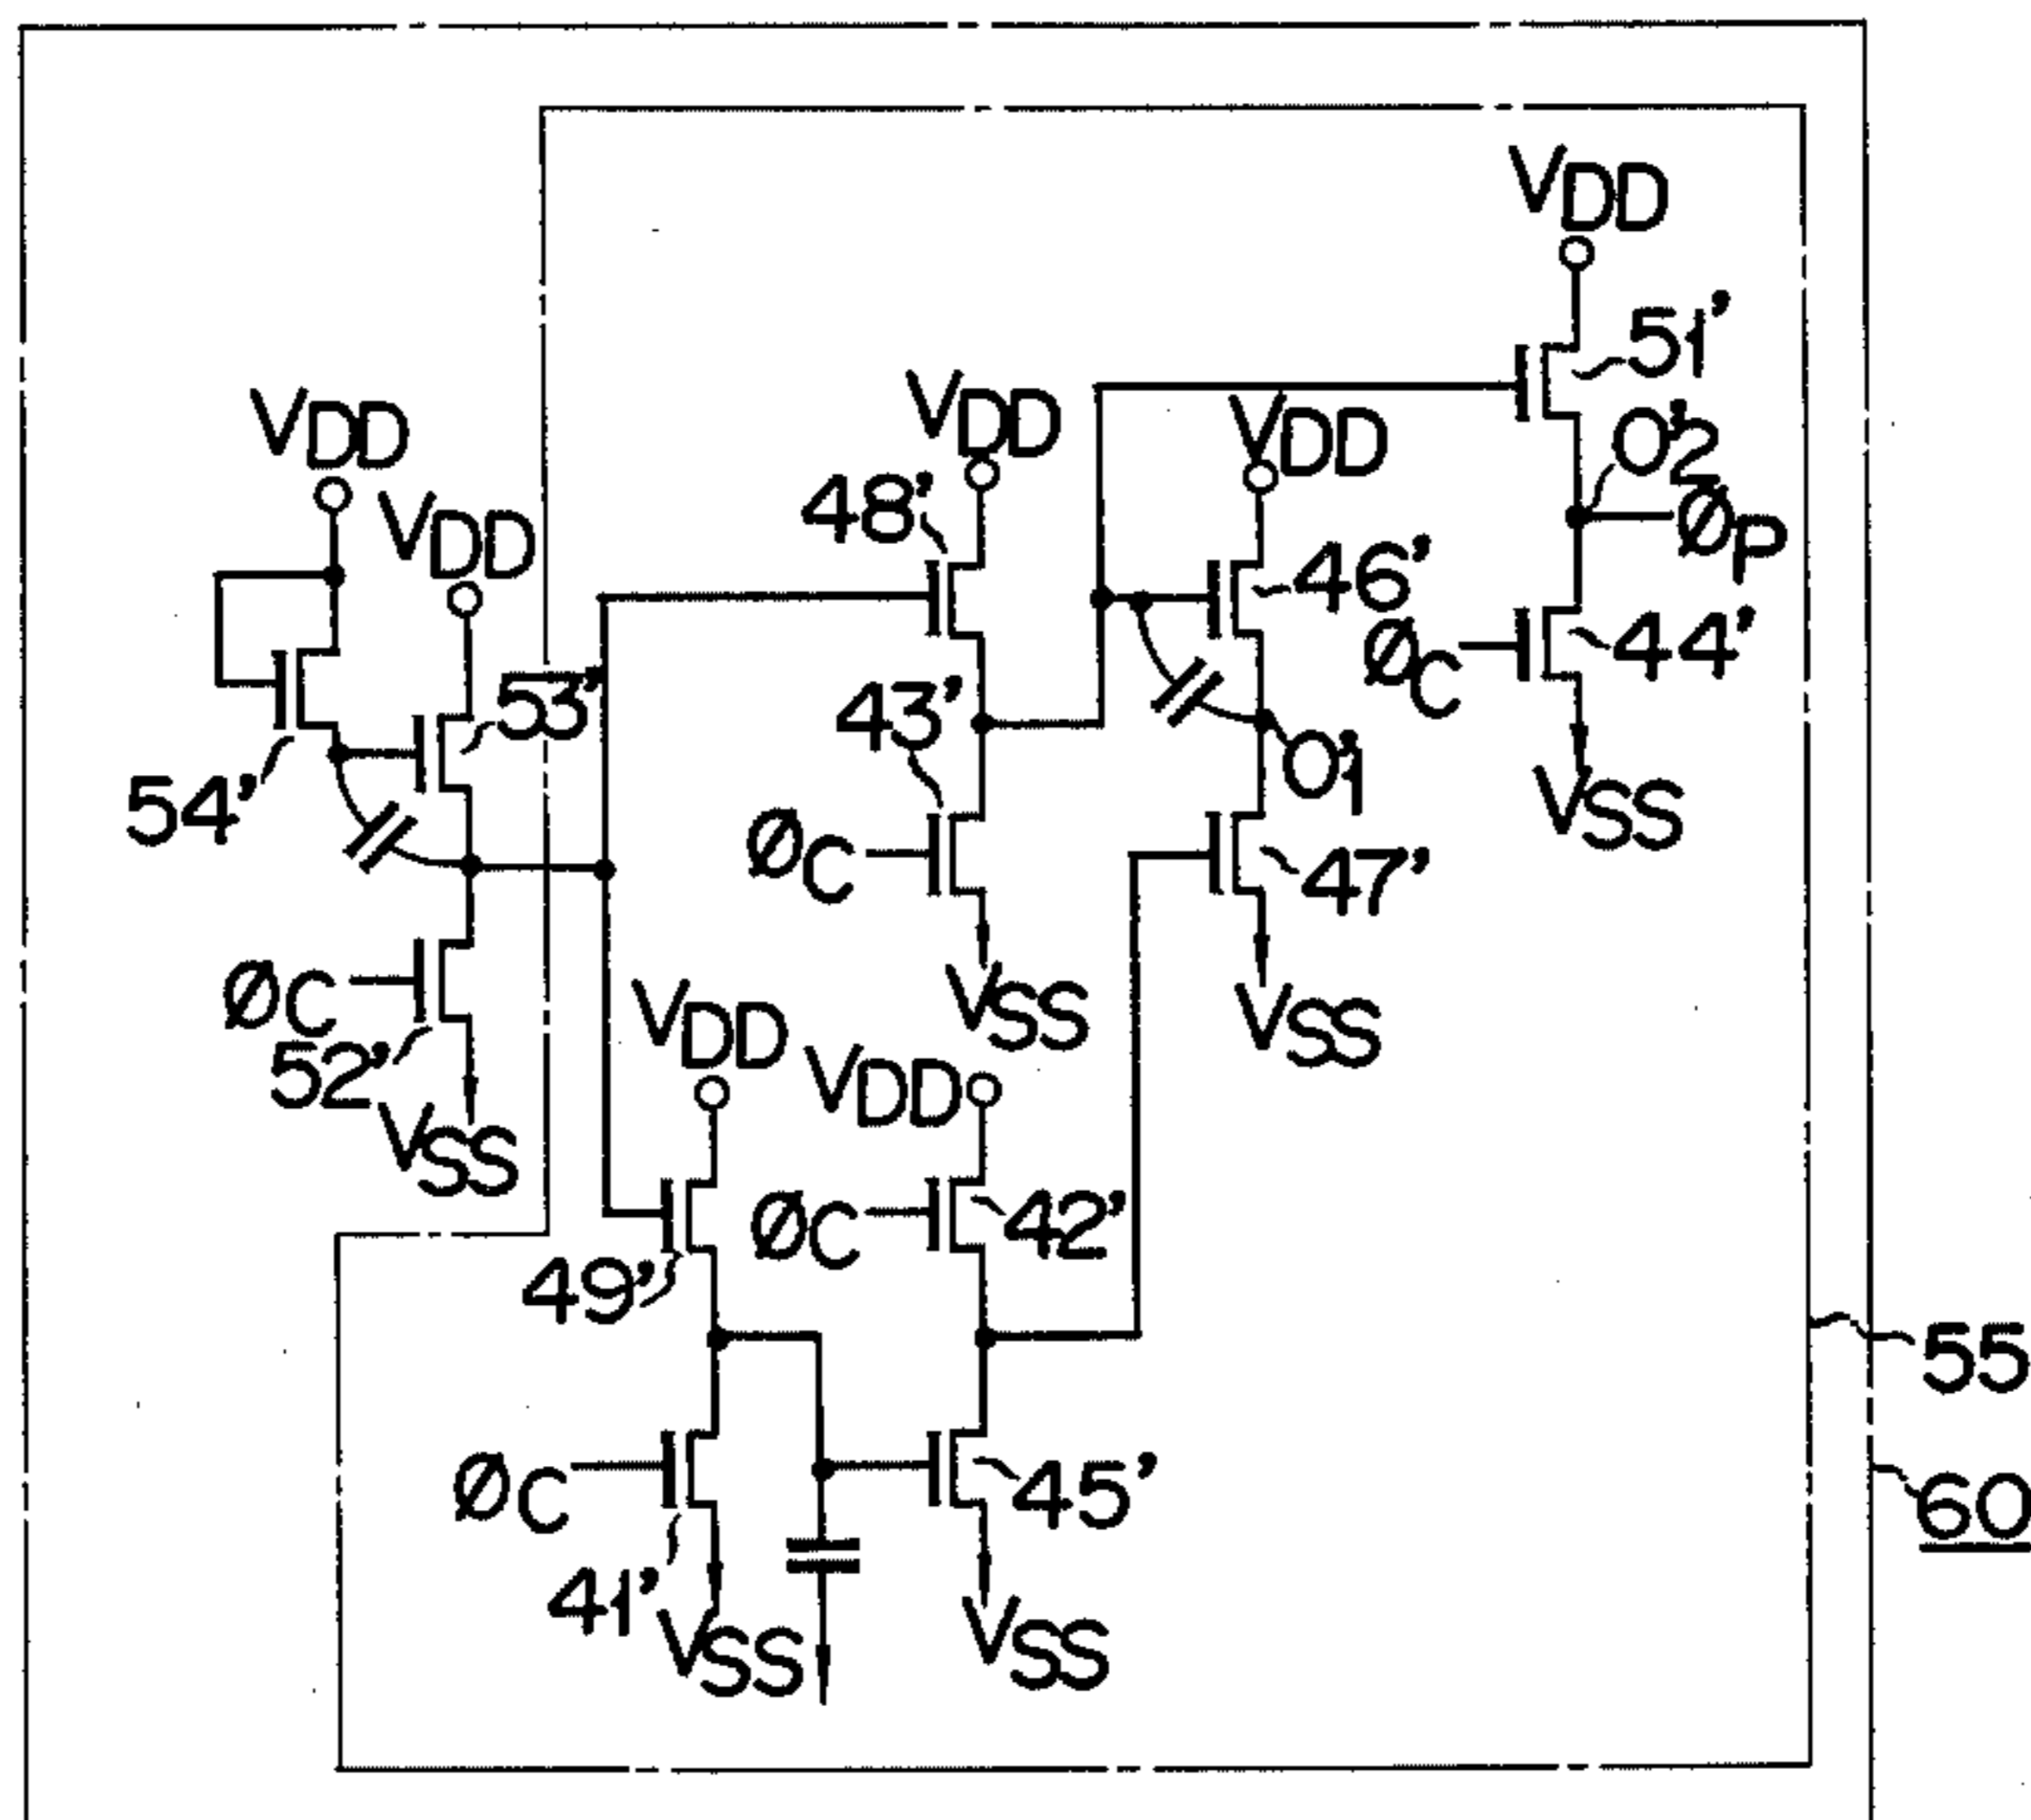 VDD
51'
VDD
VDD
VDD
O'2
48'
ØP
VDD
46'
ØC
44'
53'
43'
O'1
54'
VSS
ØC
47'
ØC
VSS
VSS
52'
VDD
VDD
VSS
ØC
42'
49'
55
ØC
45'
60
41'
VSS
VSS